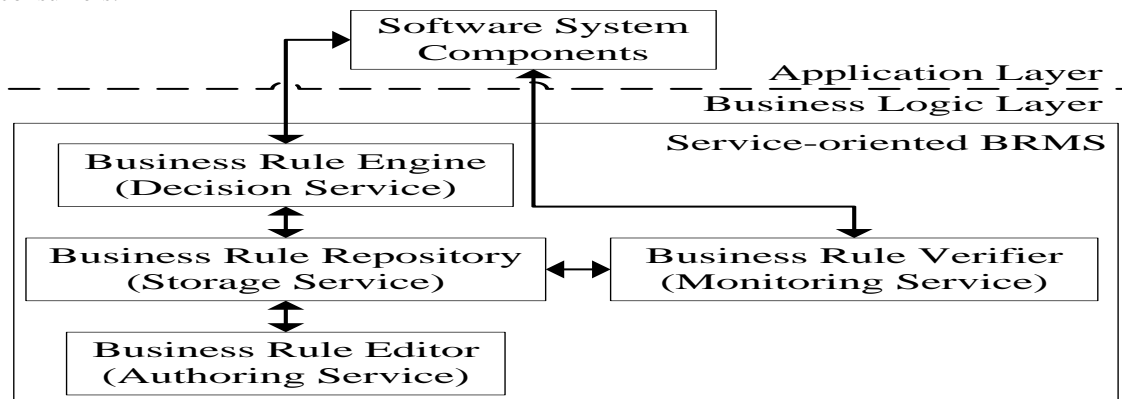 Software System
Components
Application Layer
Business Logic Layer
Service-oriented BRMS
Business Rule Engine
(Decision Service)
Business Rule Repository
(Storage Service)
Business Rule Verifier
(Monitoring Service)
Business Rule Editor
(Authoring Service)